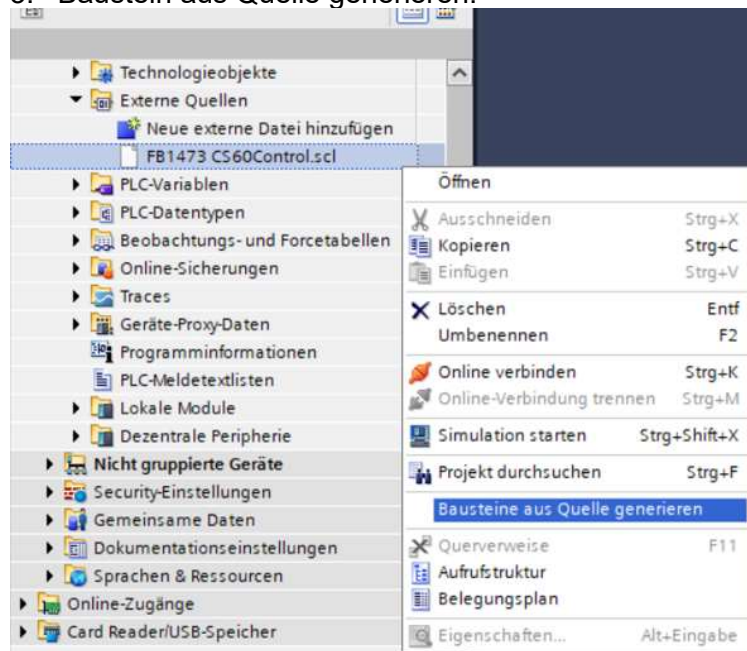 Baustein aus Quelle generieren.
Technologieobjekte
Externe Quellen
Neue externe Datei hinzufügen
FB1473 CS60Control.scl
PLC-Variablen
PLC-Datentypen
Beobachtungs- und Forcetabellen
Online-Sicherungen
Traces
Geräte-Proxy-Daten
Programminformationen
PLC-Meldetextlisten
Lokale Module
Dezentrale Peripherie
Nicht gruppierte Geräte
Security-Einstellungen
Gemeinsame Daten
Dokumentationseinstellungen
Sprachen & Ressourcen
Online-Zugänge
Card Reader/USB-Speicher
Öffnen
Ausschneiden Strg+X
Kopieren Strg+C
Einfügen Strg+V
Löschen Entf
Umbenennen F2
Online verbinden Strg+K
Online-Verbindung trennen Strg+M
Simulation starten Strg+Shift+X
Projekt durchsuchen Strg+F
Bausteine aus Quelle generieren
Querverweise F11
Aufrufstruktur
Belegungsplan
Eigenschaften... Alt+Eingabe